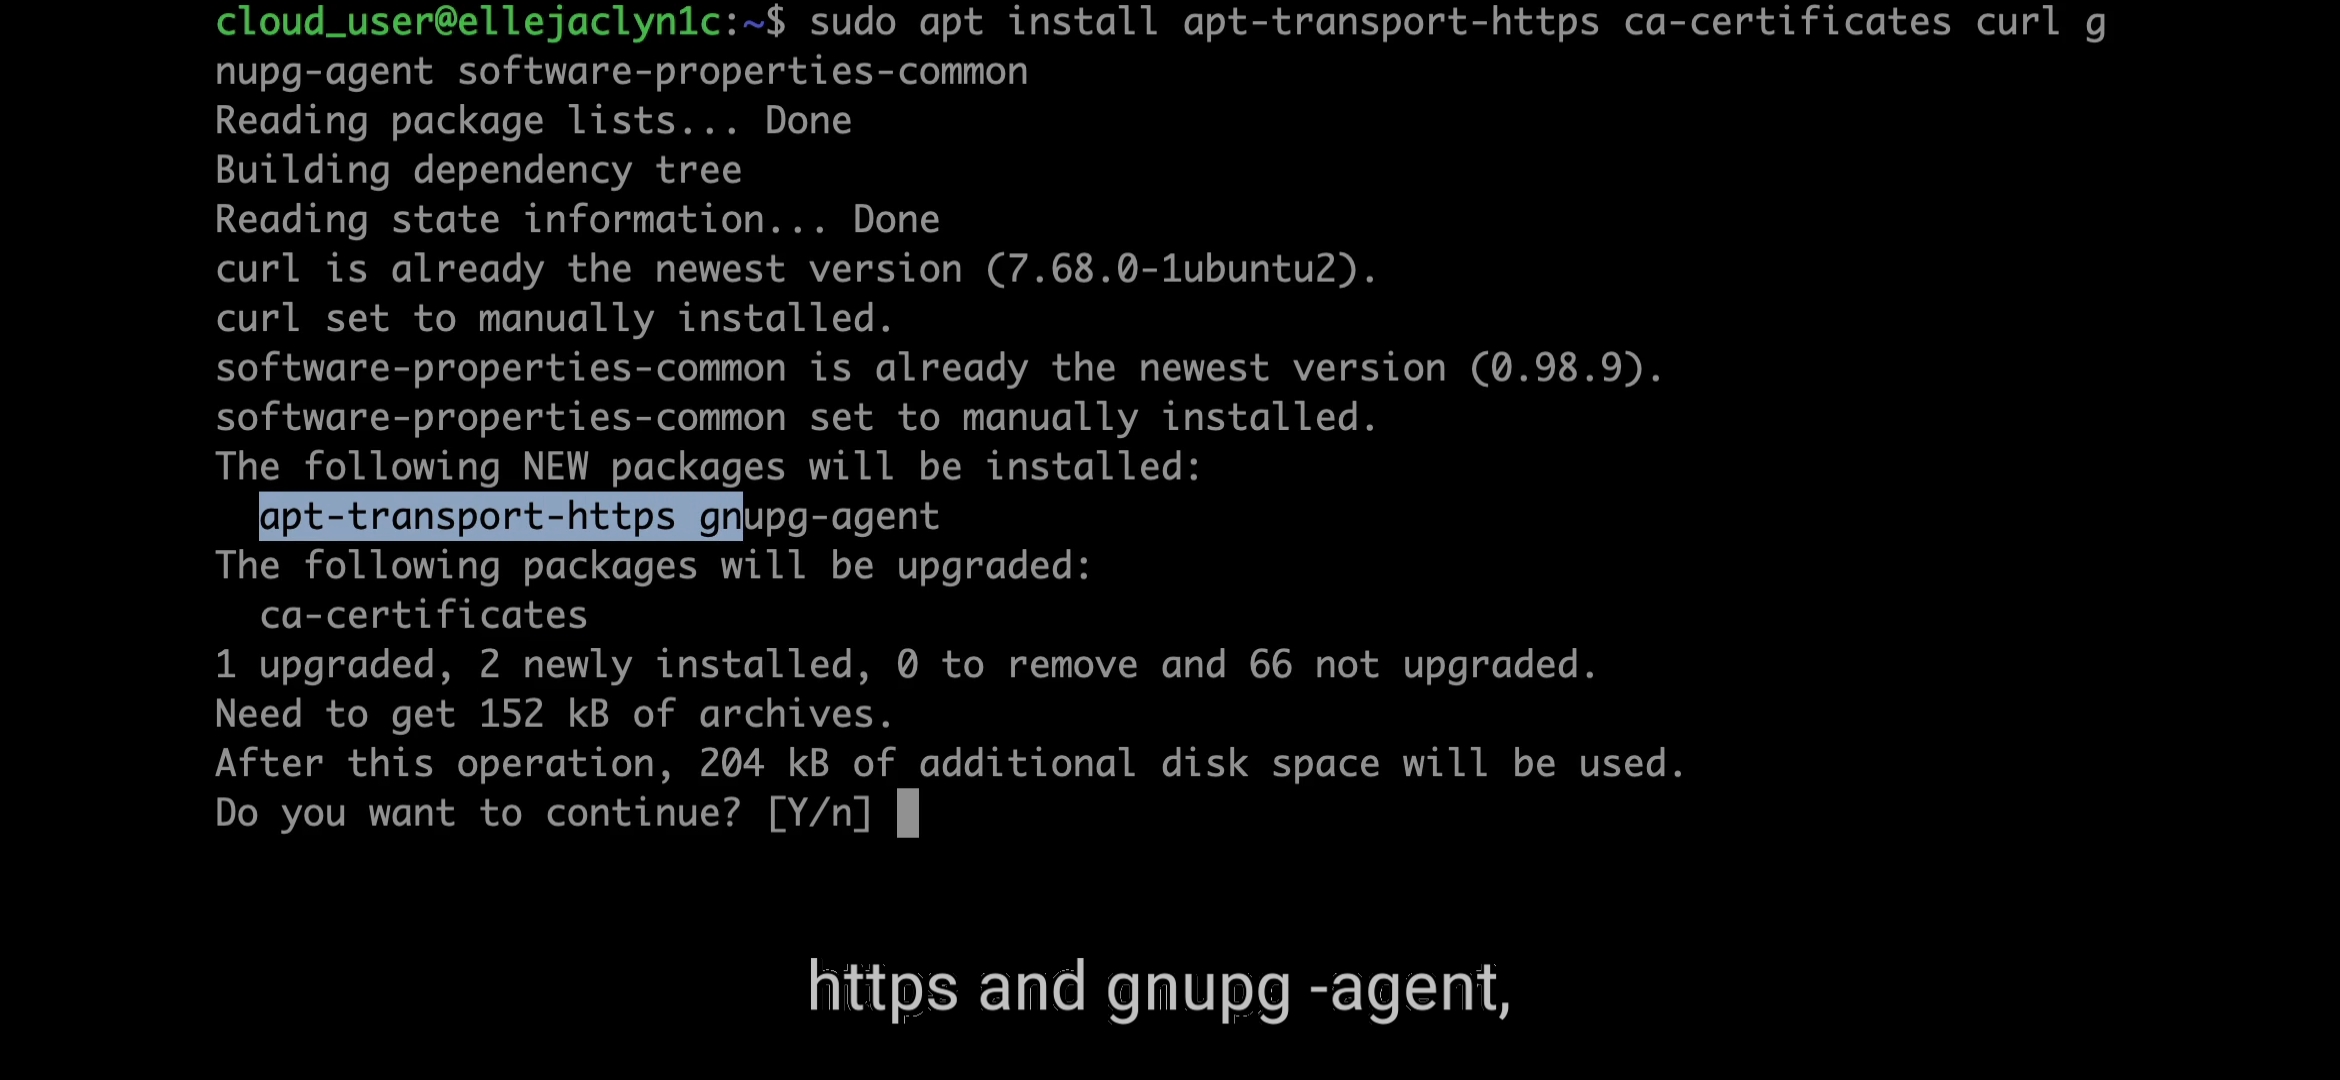 cloud_user@ellejaclyn1c:~$ sudo apt install apt-transport-https ca-certificates curl g
nupg-agent software-properties-common
Reading package lists... Done
Building dependency tree
Reading state information... Done
curl is already the newest version (7.68.0-1ubuntu2).
curl set to manually installed.
software-properties-common is already the newest version (0.98.9).
software-properties-common set to manually installed.
The following NEW packages will be installed:
  apt-transport-https gnupg-agent
The following packages will be upgraded:
  ca-certificates
1 upgraded, 2 newly installed, 0 to remove and 66 not upgraded.
Need to get 152 kB of archives.
After this operation, 204 kB of additional disk space will be used.
Do you want to continue? [Y/n]
https and gnupg -agent,